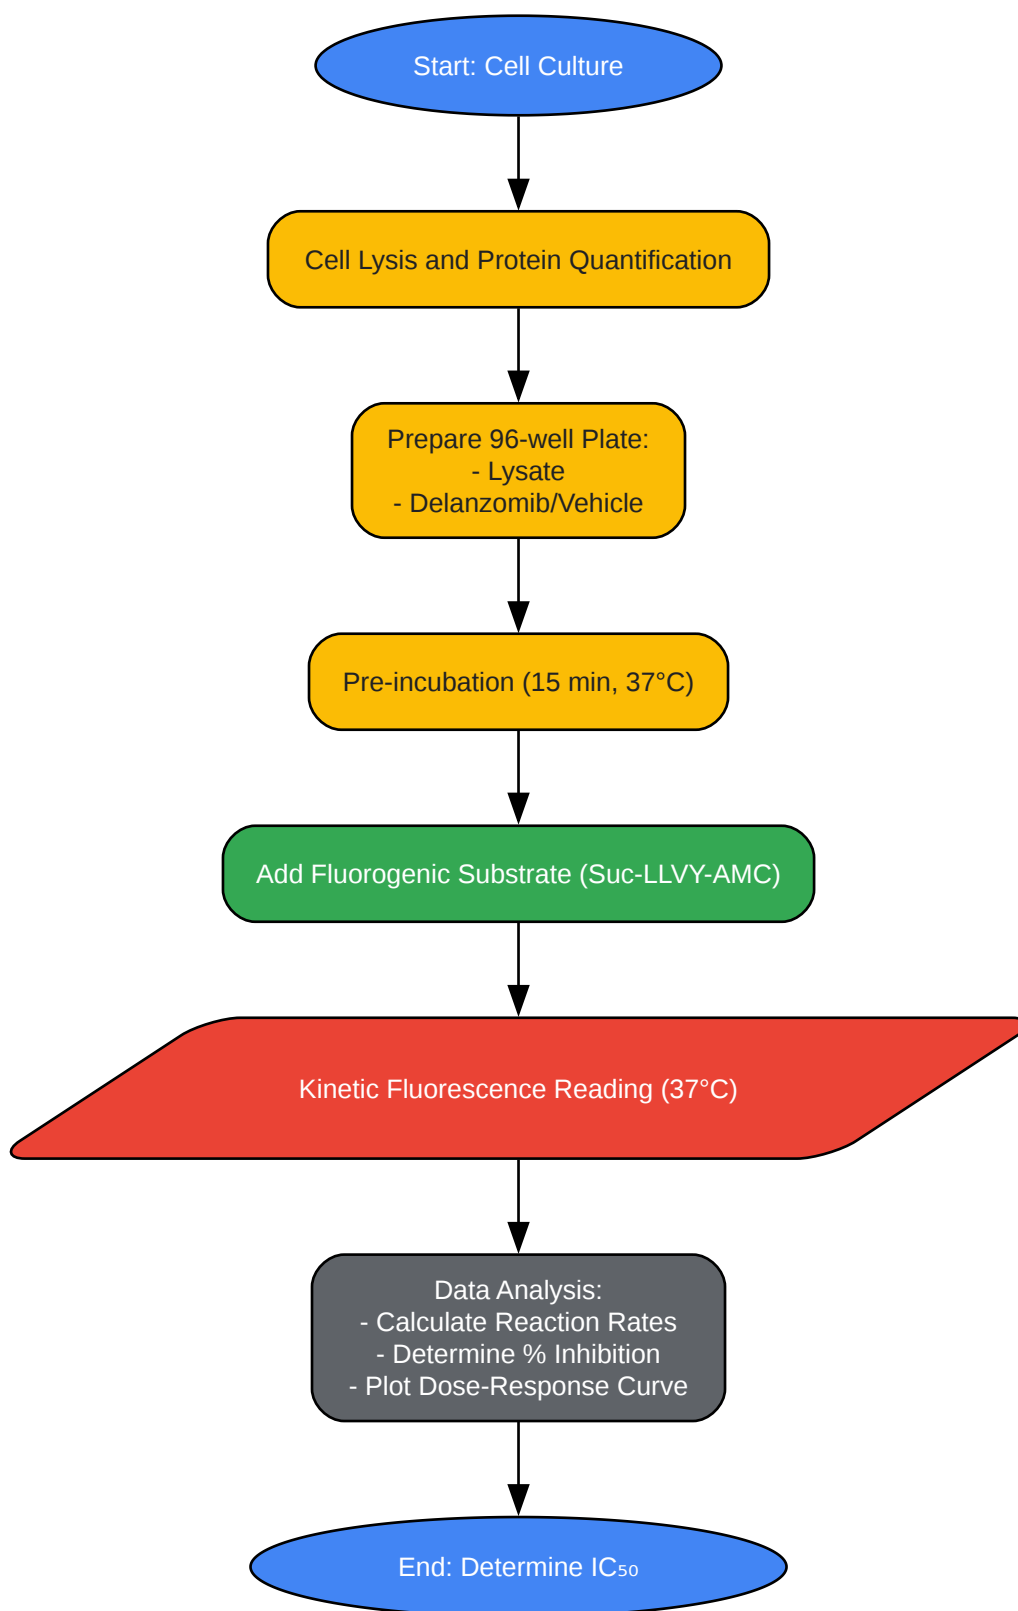 Start: Cell Culture
Cell Lysis and Protein Quantification
Prepare 96-well Plate:
- Lysate
- Delanzomib/Vehicle
Pre-incubation (15 min, 37°C)
Add Fluorogenic Substrate (Suc-LLVY-AMC)
Kinetic Fluorescence Reading (37°C)
Data Analysis:
- Calculate Reaction Rates
- Determine % Inhibition
- Plot Dose-Response Curve
End: Determine IC₅₀